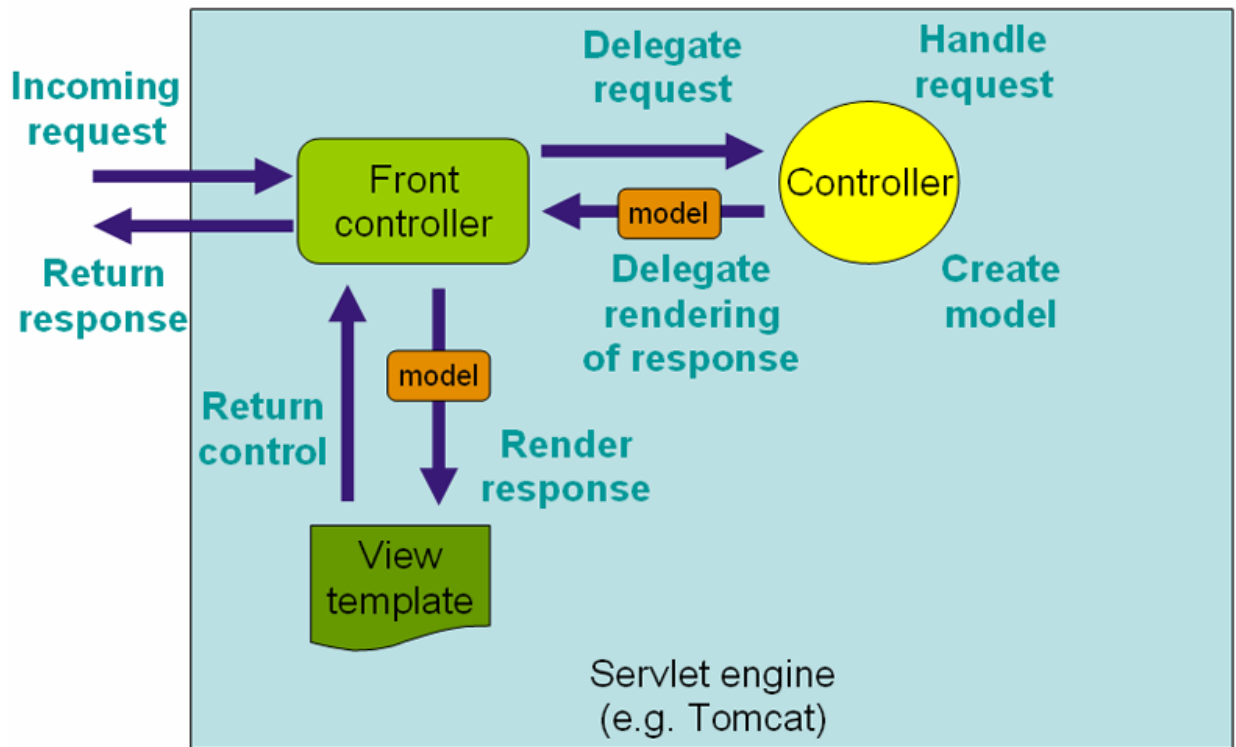 Incoming
request
Return
response
Front
controller
Delegate
request
Handle
request
Controller
model
Delegate
rendering
of response
Create
model
Return
control
model
Render
response
View
template
Servlet engine
(e.g. Tomcat)